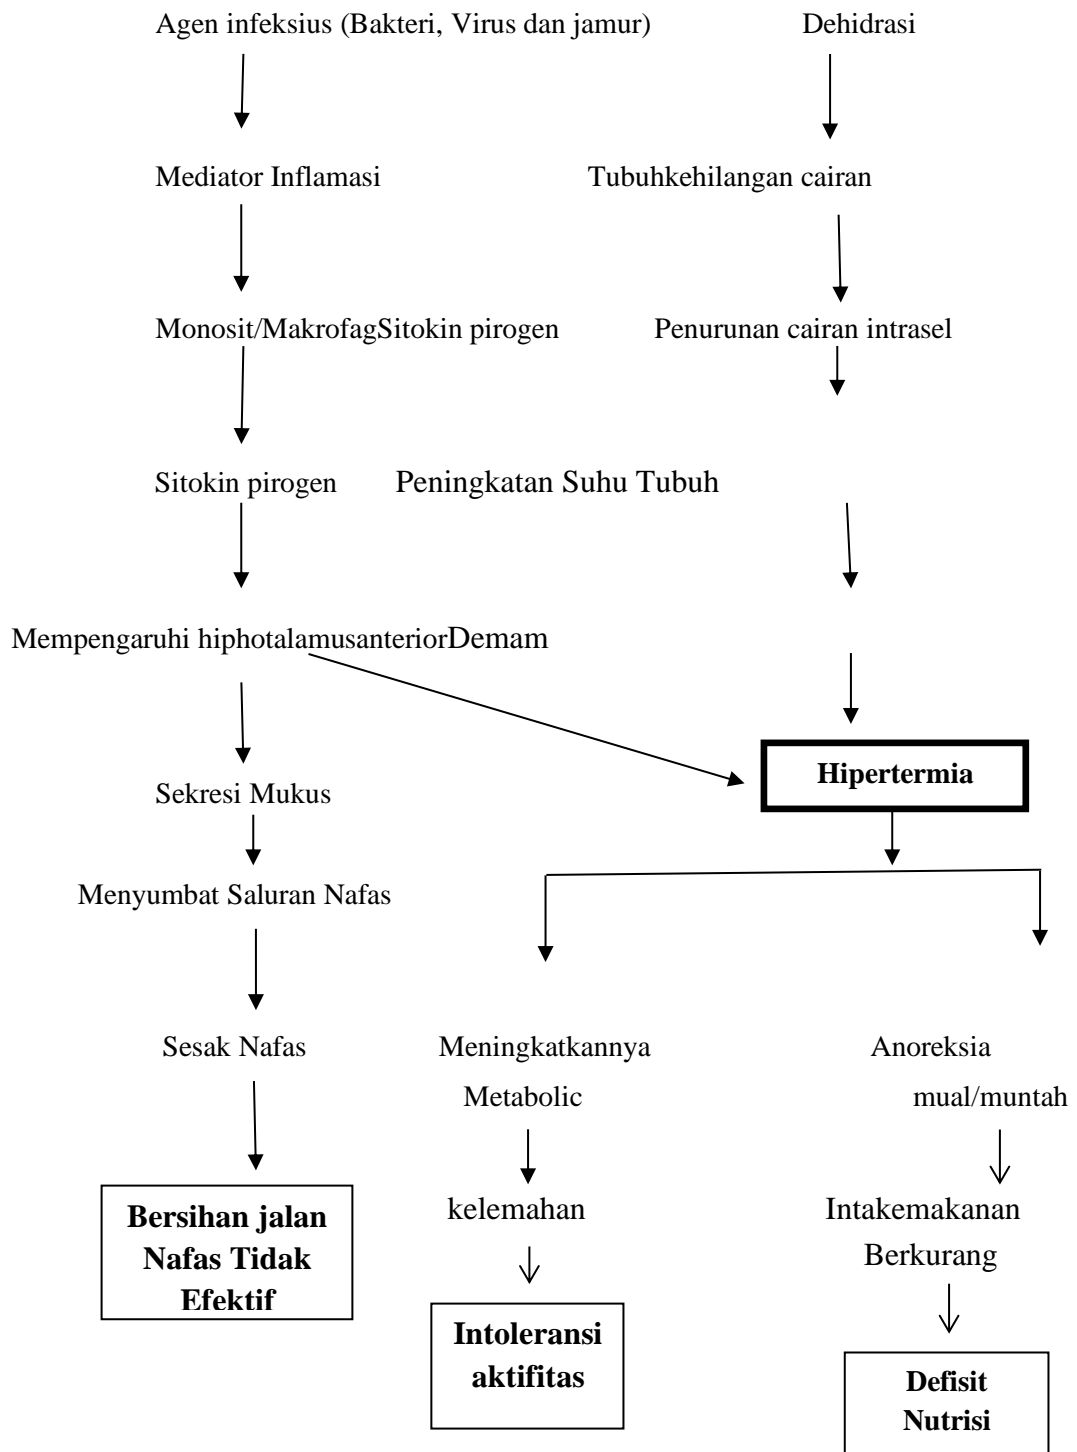 Agen infeksius (Bakteri, Virus dan jamur) Dehidrasi
Mediator Inflamasi Tubuhkehilangan cairan
Monosit/MakrofagSitokin pirogen Penurunan cairan intrasel
Sitokin pirogen Peningkatan Suhu Tubuh
Mempengaruhi hiphotalamusanteriorDemam
Hipertermia
Sekresi Mukus
Menyumbat Saluran Nafas
Sesak Nafas Meningkatkannya Anoreksia
Metabolic mual/muntah
Bersihan jalan kelemahan Intakemakanan
Nafas Tidak Berkurang
Efektif
Intoleransi
aktifitas Defisit
Nutrisi